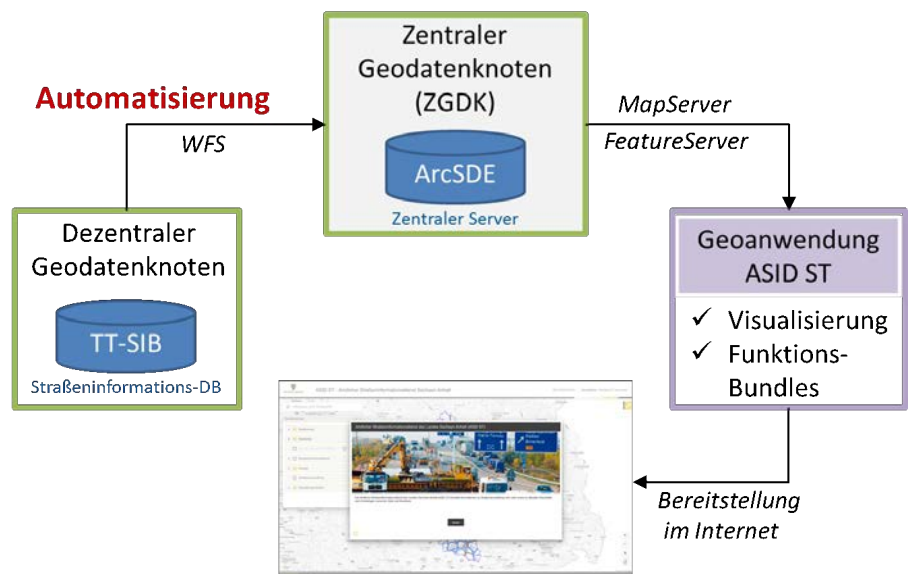 Zentraler
Geodatenknoten
(ZGDK)
ArcSDE
Zentraler Server
Automatisierung
WFS
MapServer
FeatureServer
Dezentraler
Geodatenknoten
TT-SIB
Straßeninformations-DB
Geoanwendung
ASID ST
✓ Visualisierung
✓ Funktions-
Bundles
Bereitstellung
im Internet